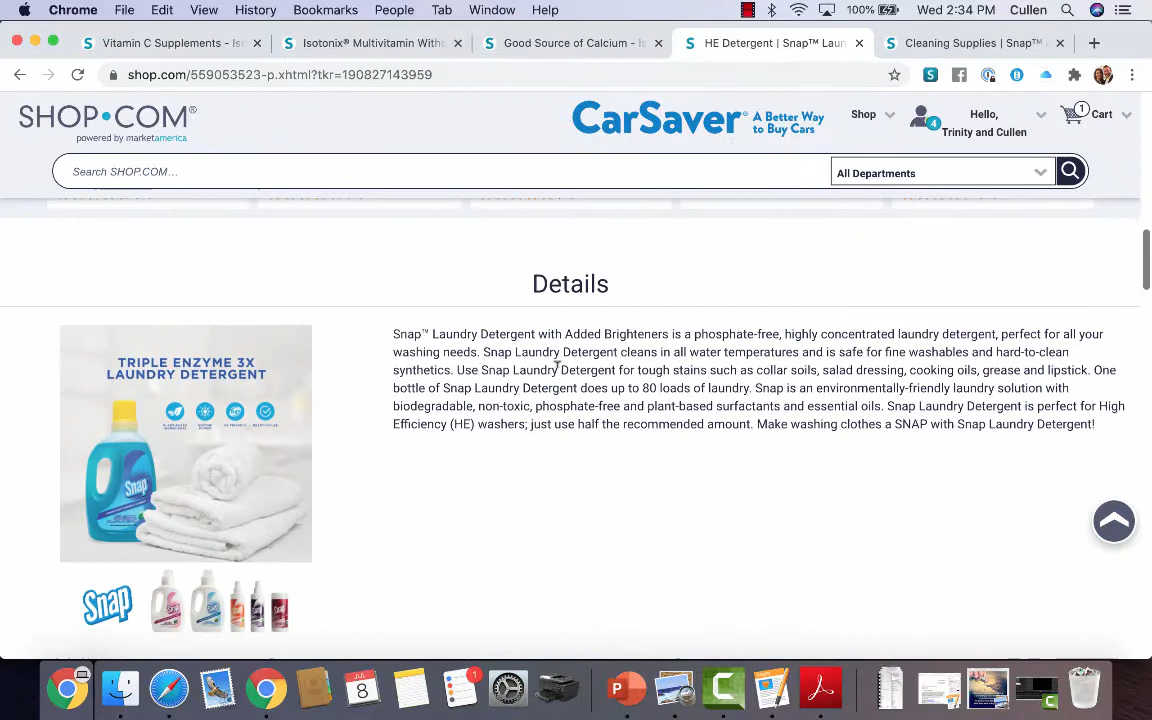 Chrome File Edit View History Bookmarks People Tab Window Help 100% Wed 2:34 PM Cullen
Vitamin C Supplements - Iso
Isotonix® Multivitamin With
Good Source of Calcium - Is
HE Detergent | Snap™ Laun
Cleaning Supplies | Snap™
shop.com/559053523-p.xhtml?tkr=190827143959
SHOP•COM®
powered by marketamerica.
CarSaver® A Better Way
to Buy Cars
Shop
4
Hello,
Trinity and Cullen
1
Cart
Search SHOP.COM...
All Departments
Details
TRIPLE ENZYME 3X
LAUNDRY DETERGENT
Snap
Snap
Snap™ Laundry Detergent with Added Brighteners is a phosphate-free, highly concentrated laundry detergent, perfect for all your
washing needs. Snap Laundry Detergent cleans in all water temperatures and is safe for fine washables and hard-to-clean
synthetics. Use Snap Laundry Detergent for tough stains such as collar soils, salad dressing, cooking oils, grease and lipstick. One
bottle of Snap Laundry Detergent does up to 80 loads of laundry. Snap is an environmentally-friendly laundry solution with
biodegradable, non-toxic, phosphate-free and plant-based surfactants and essential oils. Snap Laundry Detergent is perfect for High
Efficiency (HE) washers; just use half the recommended amount. Make washing clothes a SNAP with Snap Laundry Detergent!
JUL
8
1